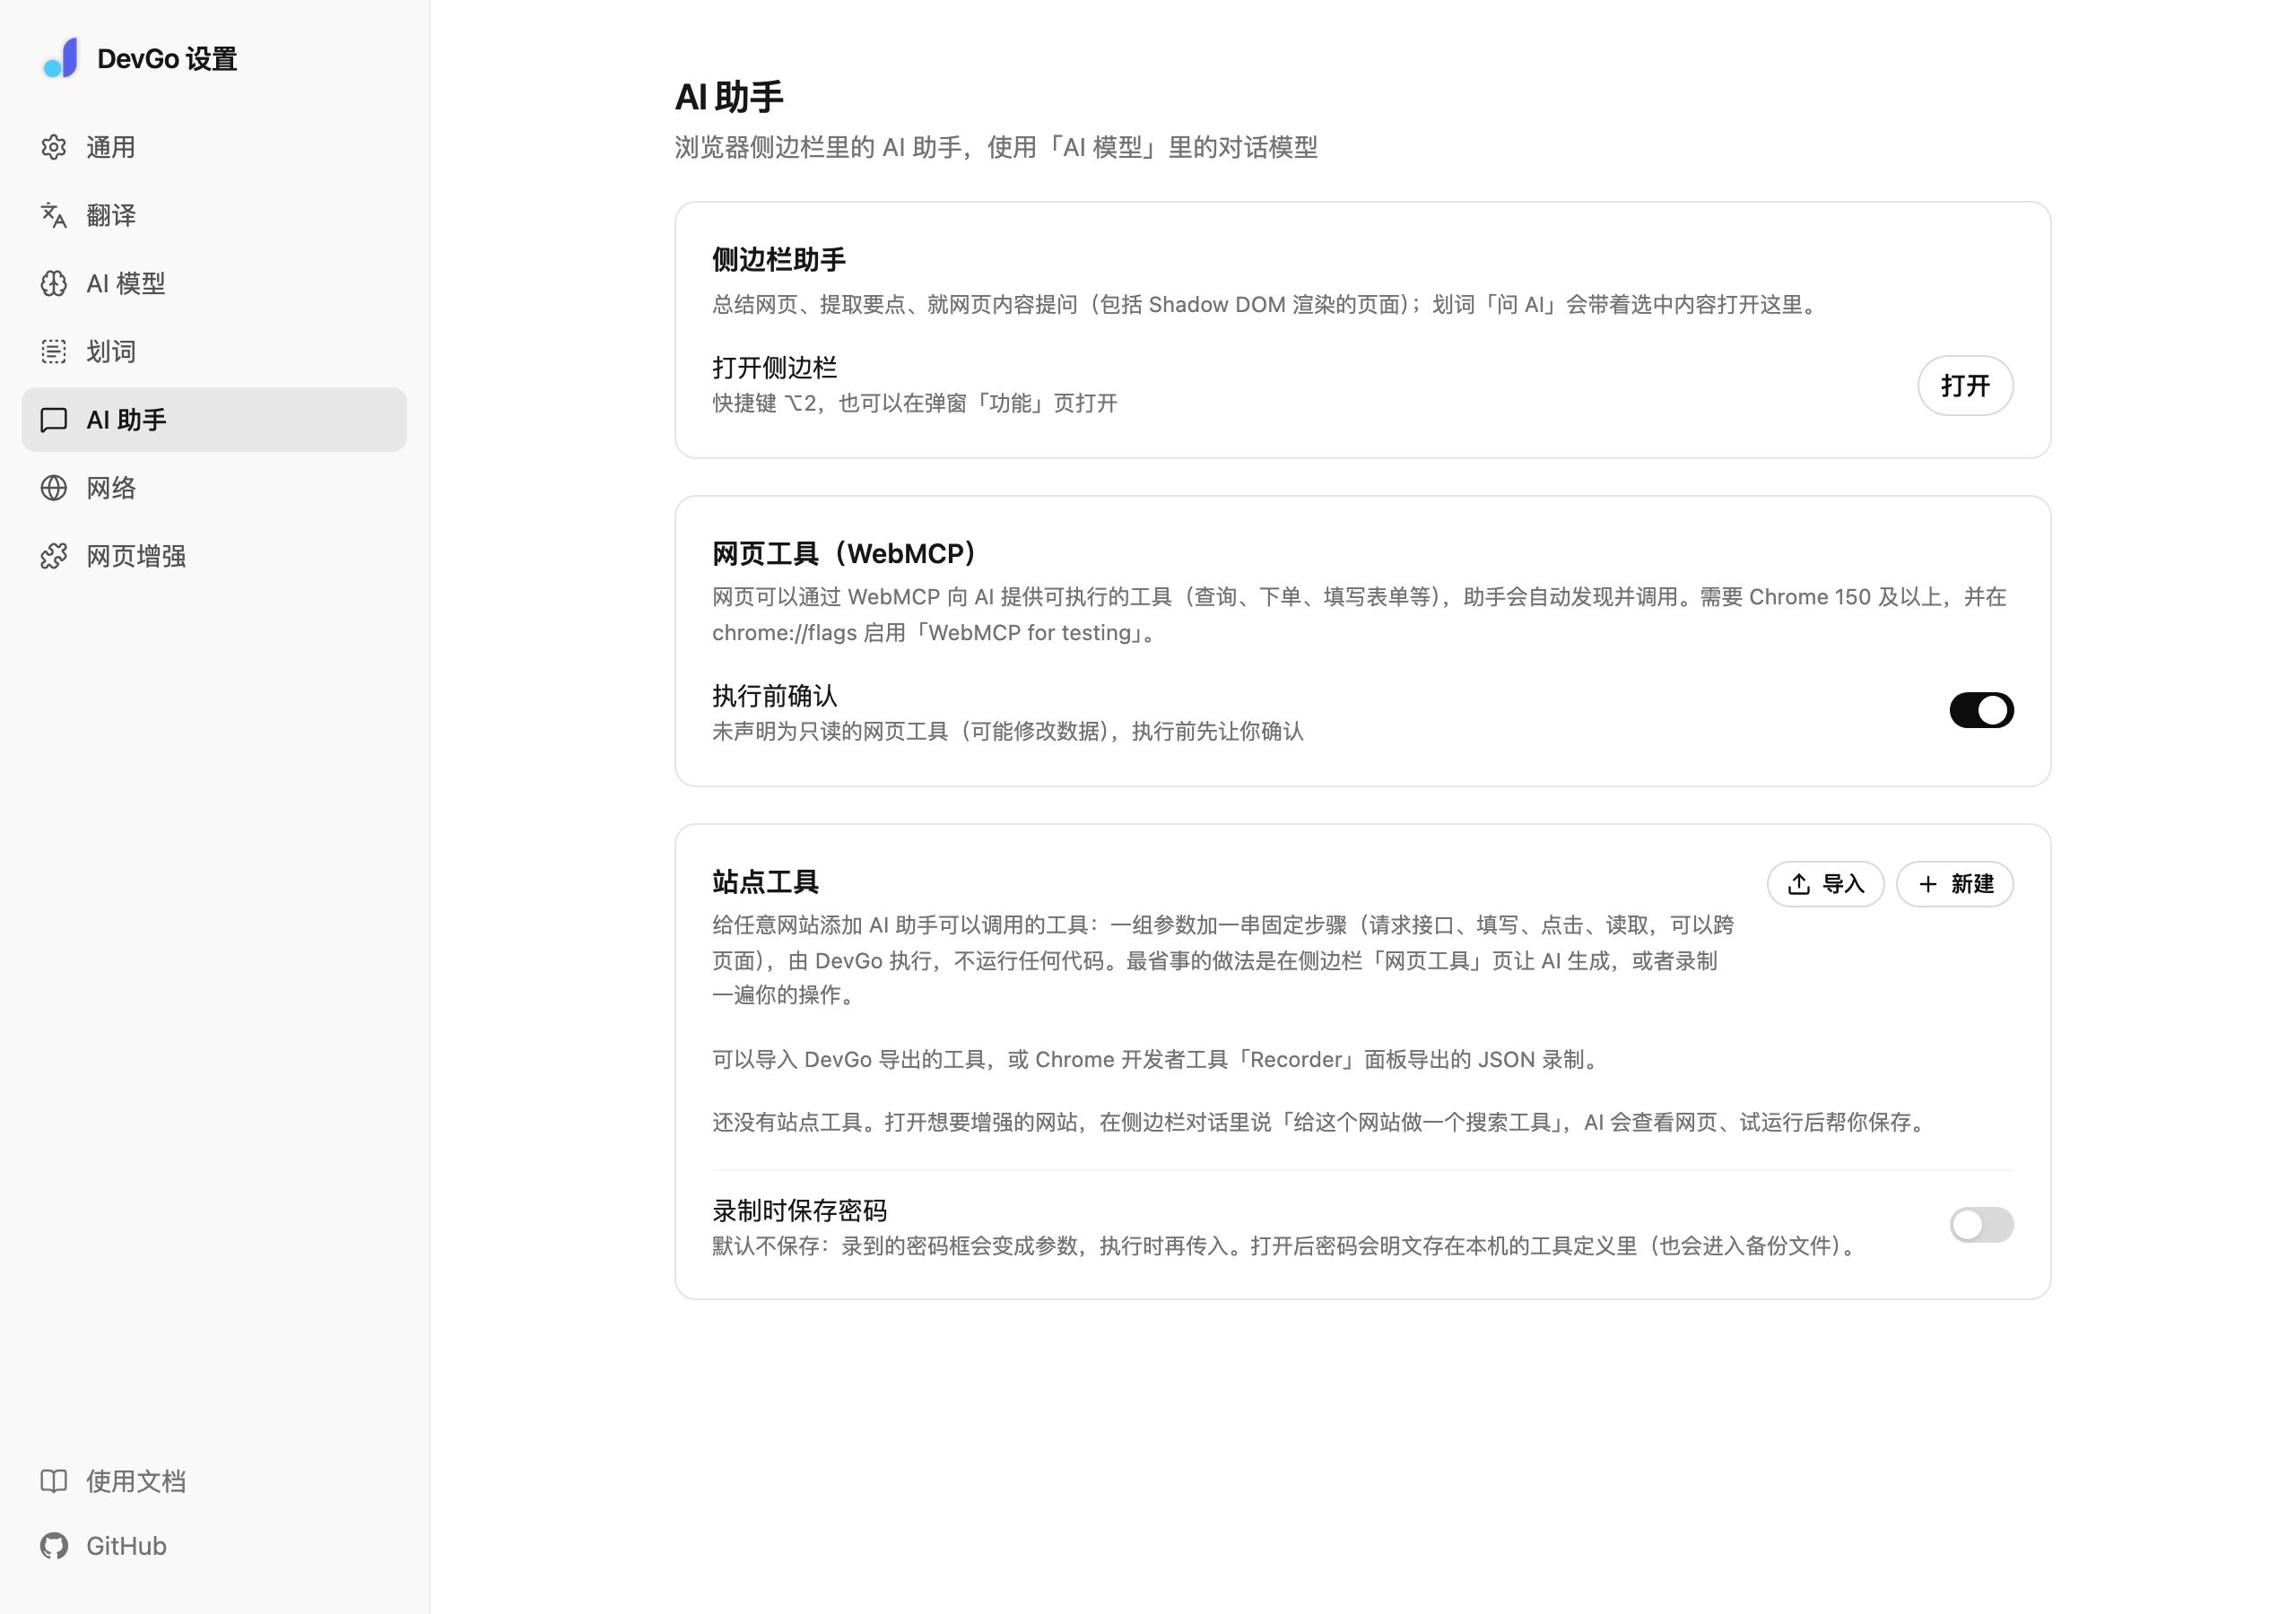 DevGo 设置
通用
翻译
AI 模型
划词
AI 助手
网络
网页增强
使用文档
GitHub
AI 助手
浏览器侧边栏里的 AI 助手，使用「AI 模型」里的对话模型
侧边栏助手
总结网页、提取要点、就网页内容提问（包括 Shadow DOM 渲染的页面）；划词「问 AI」会带着选中内容打开这里。
打开侧边栏
快捷键 ⌥2，也可以在弹窗「功能」页打开
打开
网页工具（WebMCP）
网页可以通过 WebMCP 向 AI 提供可执行的工具（查询、下单、填写表单等），助手会自动发现并调用。需要 Chrome 150 及以上，并在
chrome://flags 启用「WebMCP for testing」。
执行前确认
未声明为只读的网页工具（可能修改数据），执行前先让你确认
站点工具
导入
新建
给任意网站添加 AI 助手可以调用的工具：一组参数加一串固定步骤（请求接口、填写、点击、读取，可以跨
页面），由 DevGo 执行，不运行任何代码。最省事的做法是在侧边栏「网页工具」页让 AI 生成，或者录制
一遍你的操作。
可以导入 DevGo 导出的工具，或 Chrome 开发者工具「Recorder」面板导出的 JSON 录制。
还没有站点工具。打开想要增强的网站，在侧边栏对话里说「给这个网站做一个搜索工具」，AI 会查看网页、试运行后帮你保存。
录制时保存密码
默认不保存：录到的密码框会变成参数，执行时再传入。打开后密码会明文存在本机的工具定义里（也会进入备份文件）。